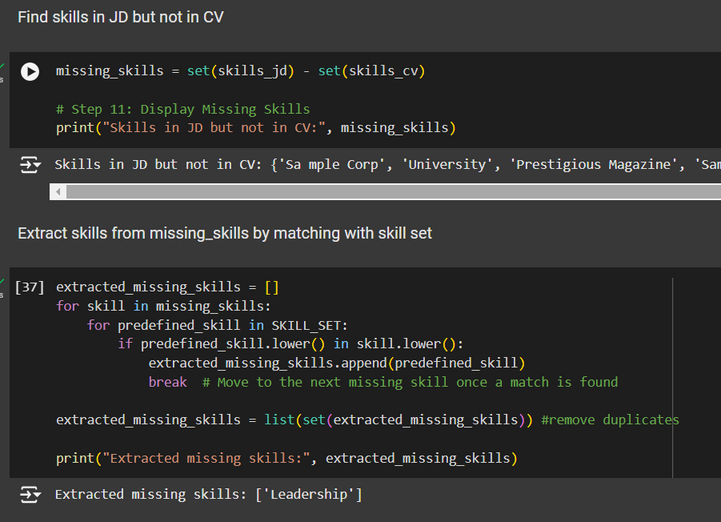 Find skills in JD but not in CV
missing_skills = set(skills_jd) - set(skills_cv)
# Step 11: Display Missing Skills
print("Skills in JD but not in CV:", missing_skills)
Skills in JD but not in CV: {'Sa mple Corp', 'University', 'Prestigious Magazine', 'Sam
Extract skills from missing_skills by matching with skill set
[37] extracted_missing_skills = []
for skill in missing_skills:
for predefined_skill in SKILL_SET:
if predefined_skill.lower() in skill.lower():
extracted_missing_skills.append(predefined_skill)
break # Move to the next missing skill once a match is found
extracted_missing_skills = list(set(extracted_missing_skills)) #remove duplicates
print("Extracted missing skills:", extracted_missing_skills)
Extracted missing skills: ['Leadership']